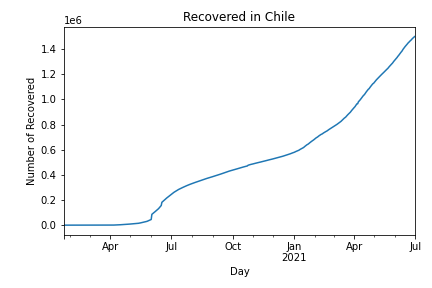 Recovered in Chile
1e6
1.4
1.2
1.0
0.8
0.6
0.4
0.2
0.0
Number of Recovered
Apr Jul Oct Jan Apr Jul
2021
Day